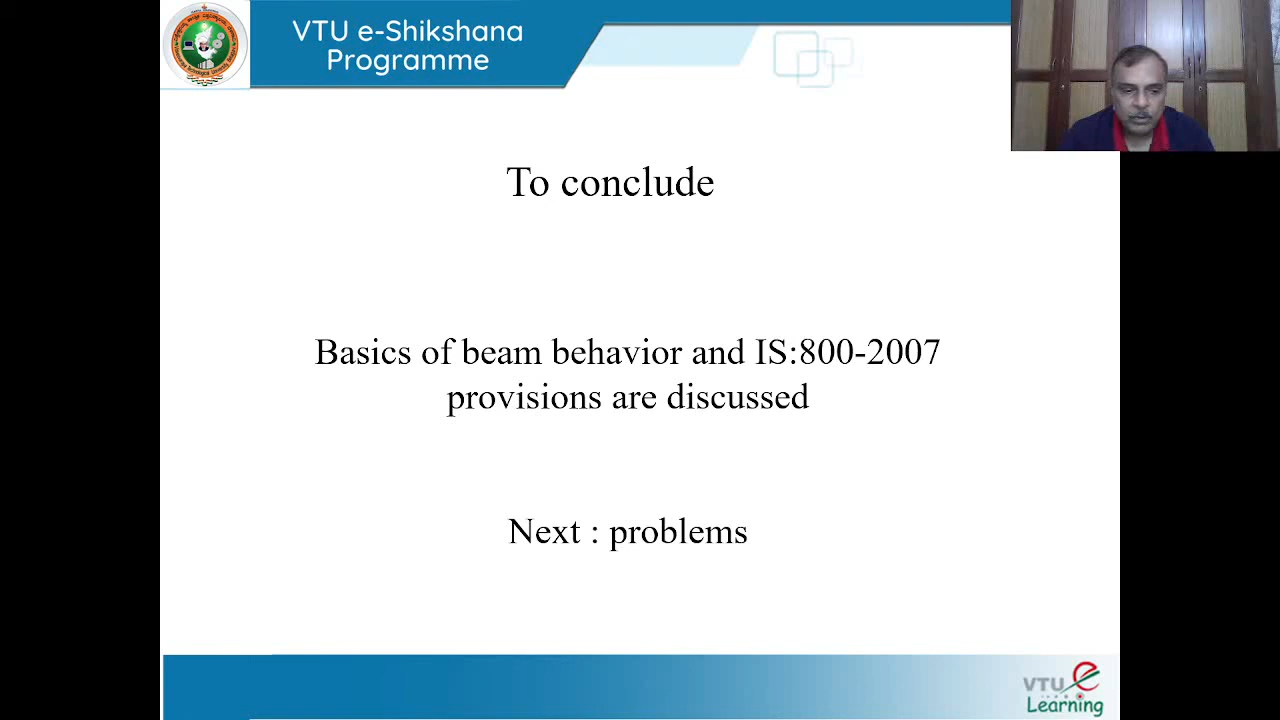 VTU e-Shikshana
Programme
To conclude
Basics of beam behavior and IS:800-2007
provisions are discussed
Next : problems
VTU e
Learning